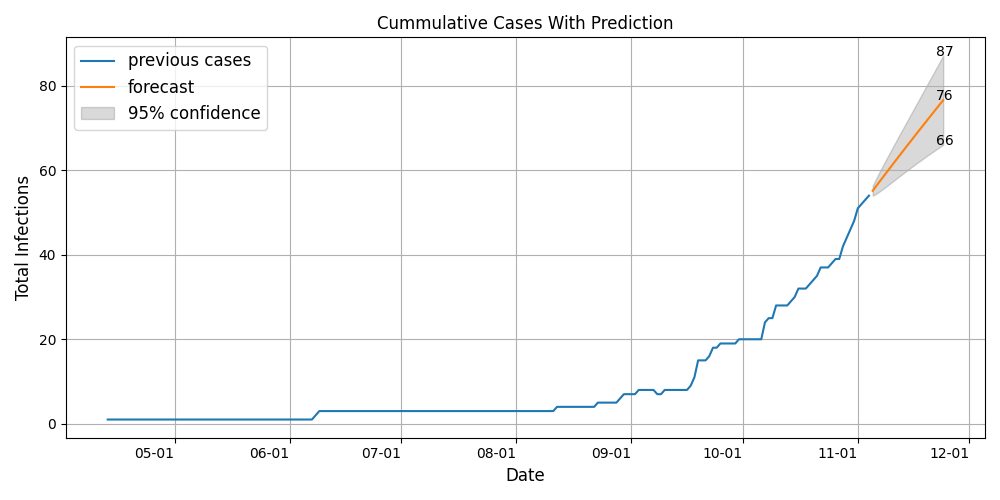 Cummulative Cases With Prediction
previous cases
forecast
95% confidence
87
76
66
80
60
40
20
0
Total Infections
05-01 06-01 07-01 08-01 09-01 10-01 11-01 12-01
Date